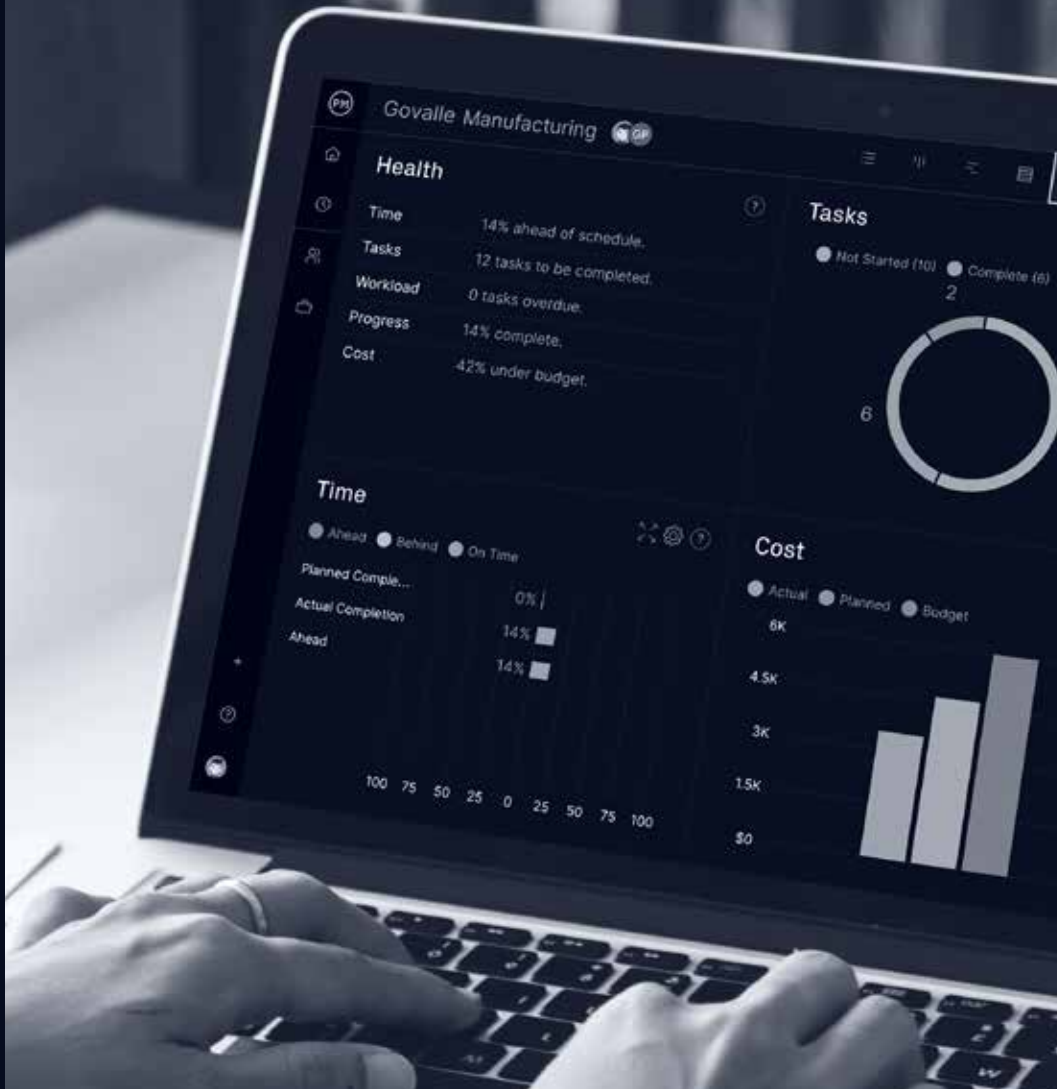 PM
Govalle Manufacturing GP
Health
Time 14% ahead of schedule.
Tasks 12 tasks to be completed.
Workload 0 tasks overdue.
Progress 14% complete.
Cost 42% under budget.
Tasks
Not Started (10) Complete (6)
2
6
Time
Ahead Behind On Time
Planned Comple... 0%
Actual Completion 14%
Ahead 14%
100 75 50 25 0 25 50 75 100
Cost
Actual Planned Budget
6K
4.5K
3K
1.5K
$0